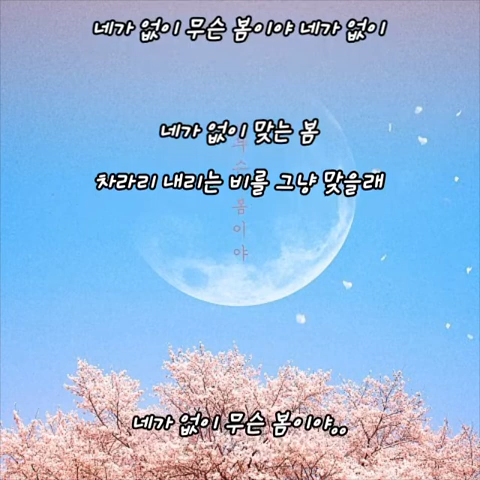 네가 없이 무슨 봄이야 네가 없이
네가 없이 맞는 봄
무슨봄이야
차라리 내리는 비를 그냥 맞을래
네가 없이 무슨 봄이야..